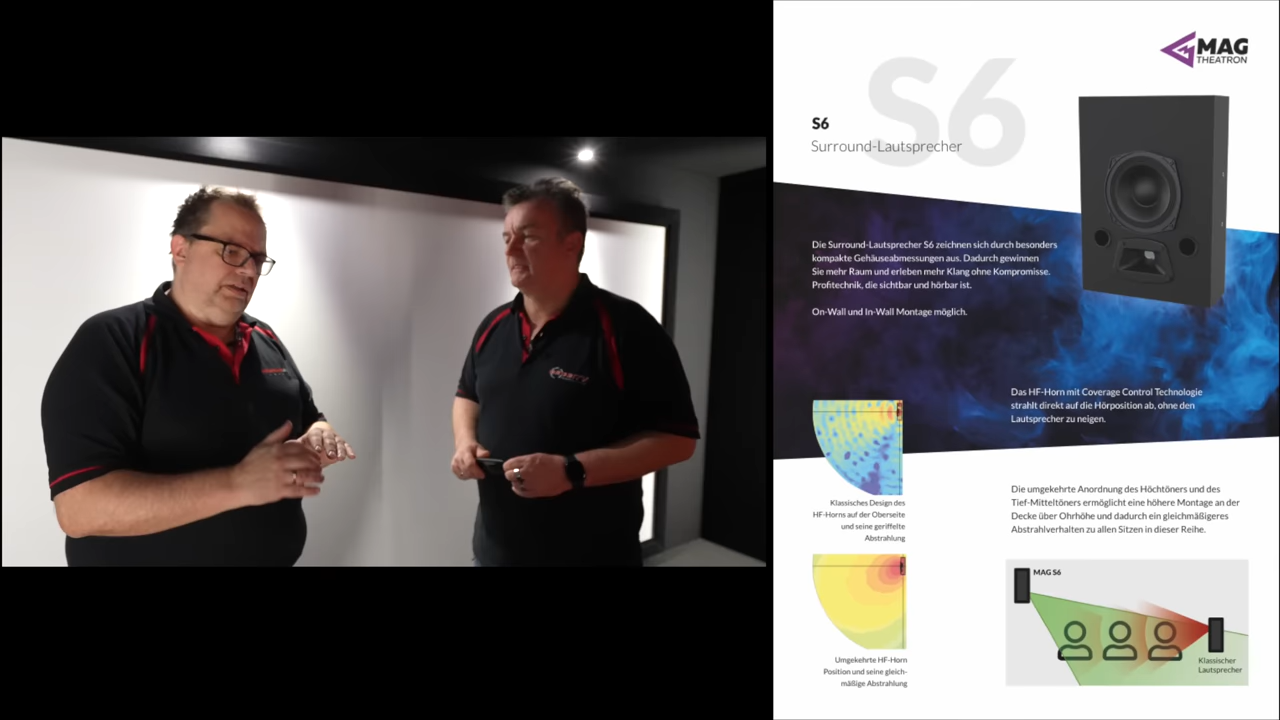 MAG
THEATRON
S6
S6
Surround-Lautsprecher
Die Surround-Lautsprecher S6 zeichnen sich durch besonders
kompakte Gehäuseabmessungen aus. Dadurch gewinnen
Sie mehr Raum und erleben mehr Klang ohne Kompromisse.
Profitechnik, die sichtbar und hörbar ist.
On-Wall und In-Wall Montage möglich.
Das HF-Horn mit Coverage Control Technologie
strahlt direkt auf die Hörposition ab, ohne den
Lautsprecher zu neigen.
Klassisches Design des
HF-Horns auf der Oberseite
und seine geriffelte
Abstrahlung
Die umgekehrte Anordnung des Höchtöners und des
Tief-Mitteltöners ermöglicht eine höhere Montage an der
Decke über Ohrhöhe und dadurch ein gleichmäßigeres
Abstrahlverhalten zu allen Sitzen in dieser Reihe.
Umgekehrte HF-Horn
Position und seine gleich-
mäßige Abstrahlung
MAG S6
Klassischer
Lautsprecher